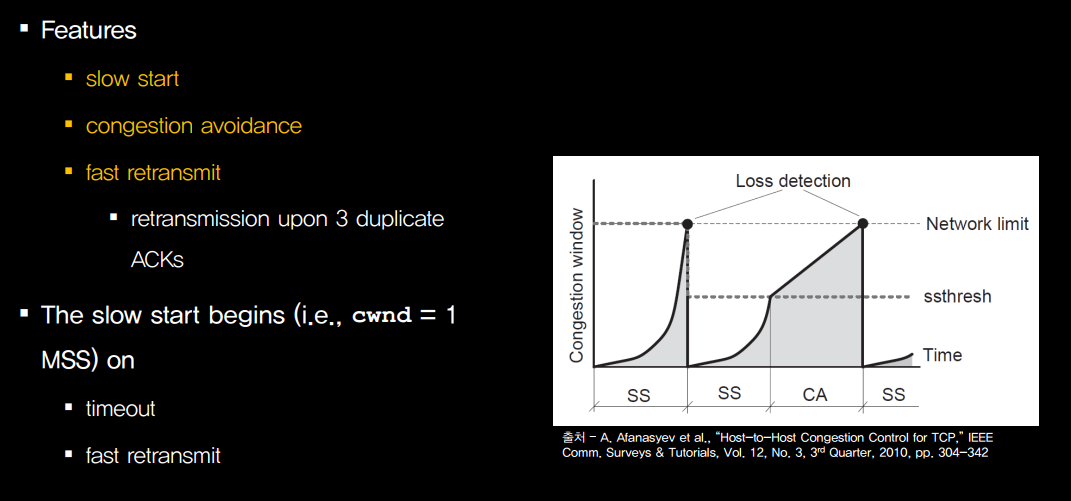 Features
slow start
congestion avoidance
fast retransmit
retransmission upon 3 duplicate
ACKs
The slow start begins (i.e., cwnd = 1
MSS) on
timeout
fast retransmit
Loss detection
Congestion window
Network limit
ssthresh
Time
SS
SS
CA
SS
출처 – A. Afanasyev et al., “Host-to-Host Congestion Control for TCP,” IEEE
Comm. Surveys & Tutorials, Vol. 12, No. 3, 3rd Quarter, 2010, pp. 304-342